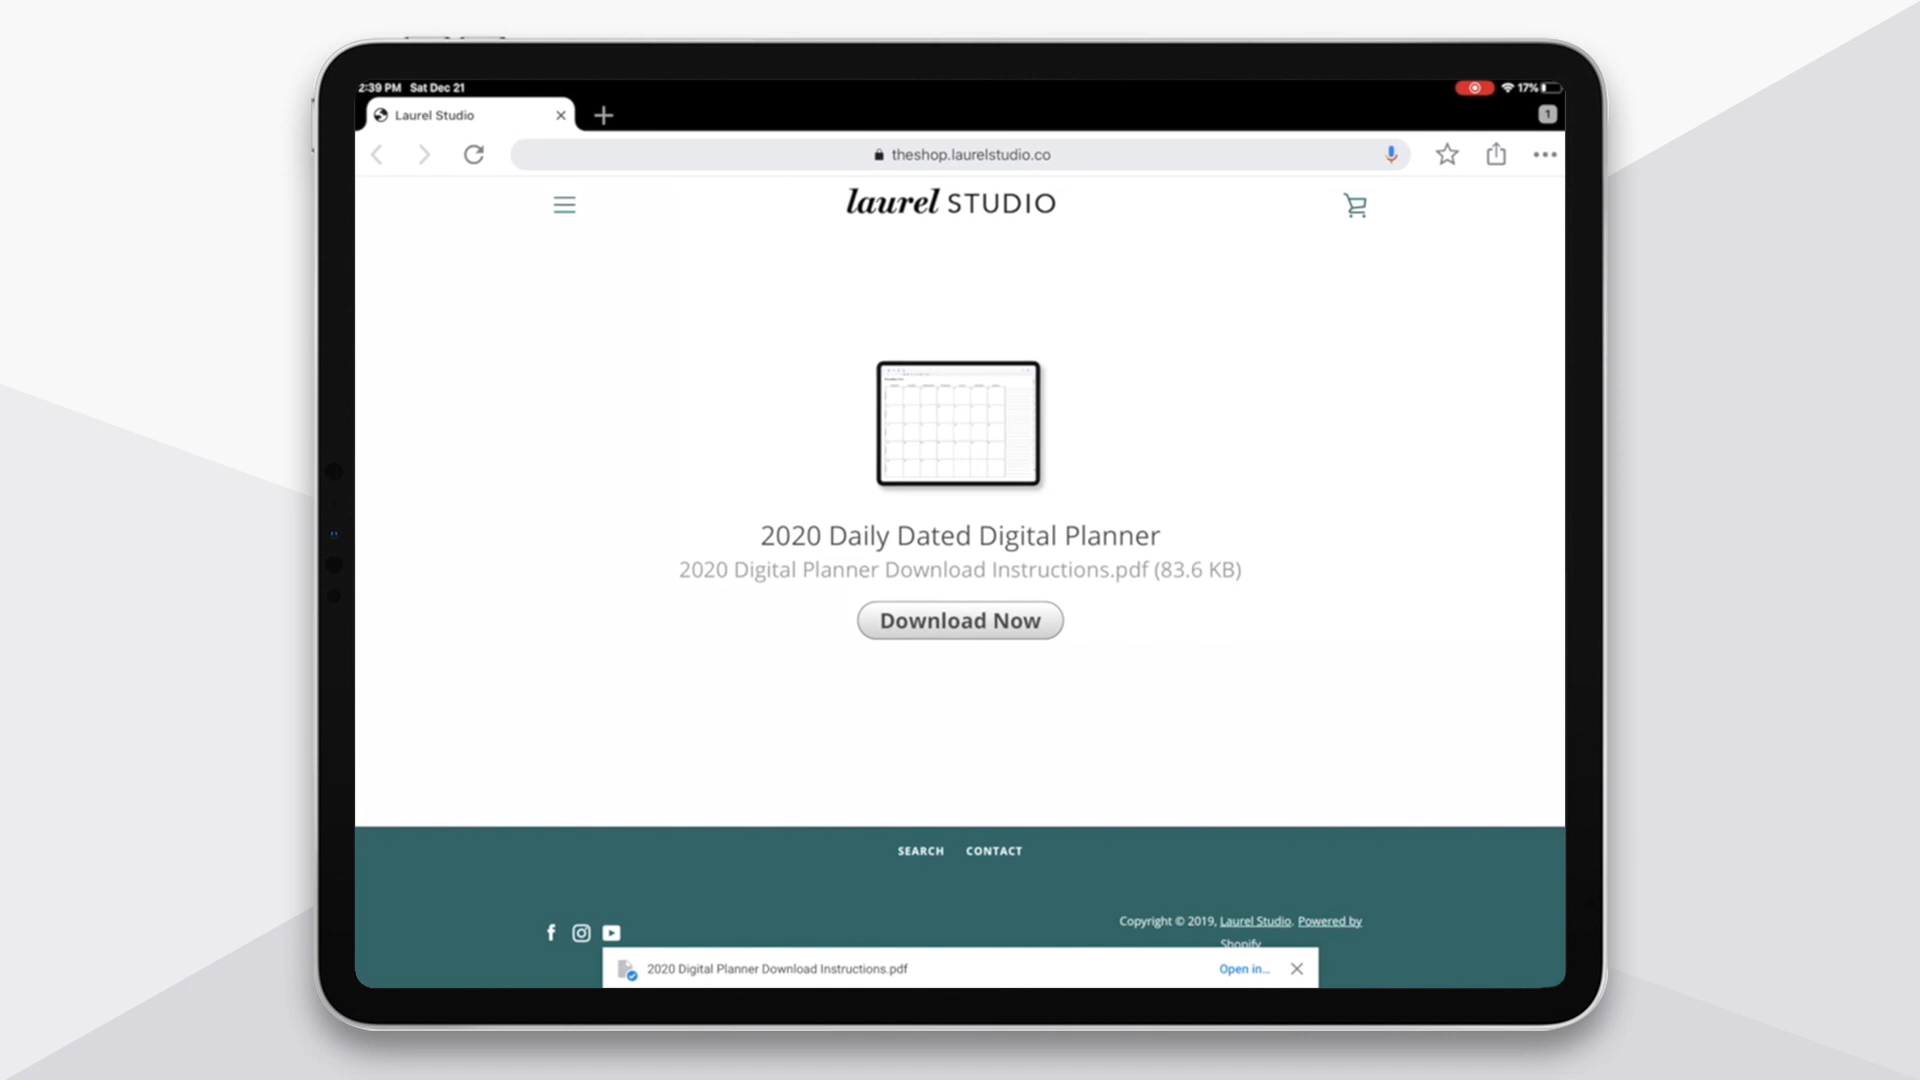 2:39 PM Sat Dec 21
17%
Laurel Studio
1
theshop.laurelstudio.co
laurel STUDIO
2020 Daily Dated Digital Planner
2020 Digital Planner Download Instructions.pdf (83.6 KB)
Download Now
SEARCH CONTACT
Copyright © 2019, Laurel Studio. Powered by
Shopify
2020 Digital Planner Download Instructions.pdf Open in...